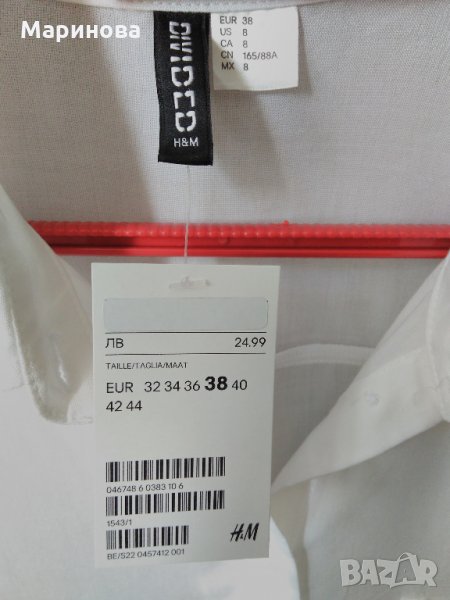 Маринова
DIVIDED
H&M
EUR 38
US 8
CA 8
CN 165/88A
MX 8
ЛВ 24.99
TAILLE/TAGLIA/MAAT
EUR 32 34 36 38 40
42 44
046748 6 0383 10 6
1543/1
H&M
BE/522 0457412 001
BAZAR